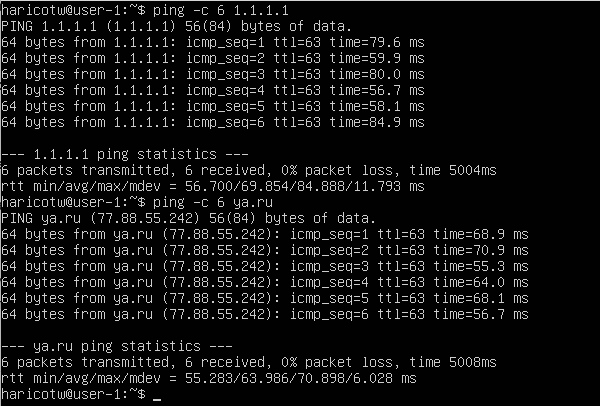 haricotw@user-1:~$ ping -c 6 1.1.1.1
PING 1.1.1.1 (1.1.1.1) 56(84) bytes of data.
64 bytes from 1.1.1.1: icmp_seq=1 ttl=63 time=79.6 ms
64 bytes from 1.1.1.1: icmp_seq=2 ttl=63 time=59.9 ms
64 bytes from 1.1.1.1: icmp_seq=3 ttl=63 time=80.0 ms
64 bytes from 1.1.1.1: icmp_seq=4 ttl=63 time=56.7 ms
64 bytes from 1.1.1.1: icmp_seq=5 ttl=63 time=58.1 ms
64 bytes from 1.1.1.1: icmp_seq=6 ttl=63 time=84.9 ms
--- 1.1.1.1 ping statistics ---
6 packets transmitted, 6 received, 0% packet loss, time 5004ms
rtt min/avg/max/mdev = 56.700/69.854/84.888/11.793 ms
haricotw@user-1:~$ ping -c 6 ya.ru
PING ya.ru (77.88.55.242) 56(84) bytes of data.
64 bytes from ya.ru (77.88.55.242): icmp_seq=1 ttl=63 time=68.9 ms
64 bytes from ya.ru (77.88.55.242): icmp_seq=2 ttl=63 time=70.9 ms
64 bytes from ya.ru (77.88.55.242): icmp_seq=3 ttl=63 time=55.3 ms
64 bytes from ya.ru (77.88.55.242): icmp_seq=4 ttl=63 time=64.0 ms
64 bytes from ya.ru (77.88.55.242): icmp_seq=5 ttl=63 time=68.1 ms
64 bytes from ya.ru (77.88.55.242): icmp_seq=6 ttl=63 time=56.7 ms
--- ya.ru ping statistics ---
6 packets transmitted, 6 received, 0% packet loss, time 5008ms
rtt min/avg/max/mdev = 55.283/63.986/70.898/6.028 ms
haricotw@user-1:~$ _